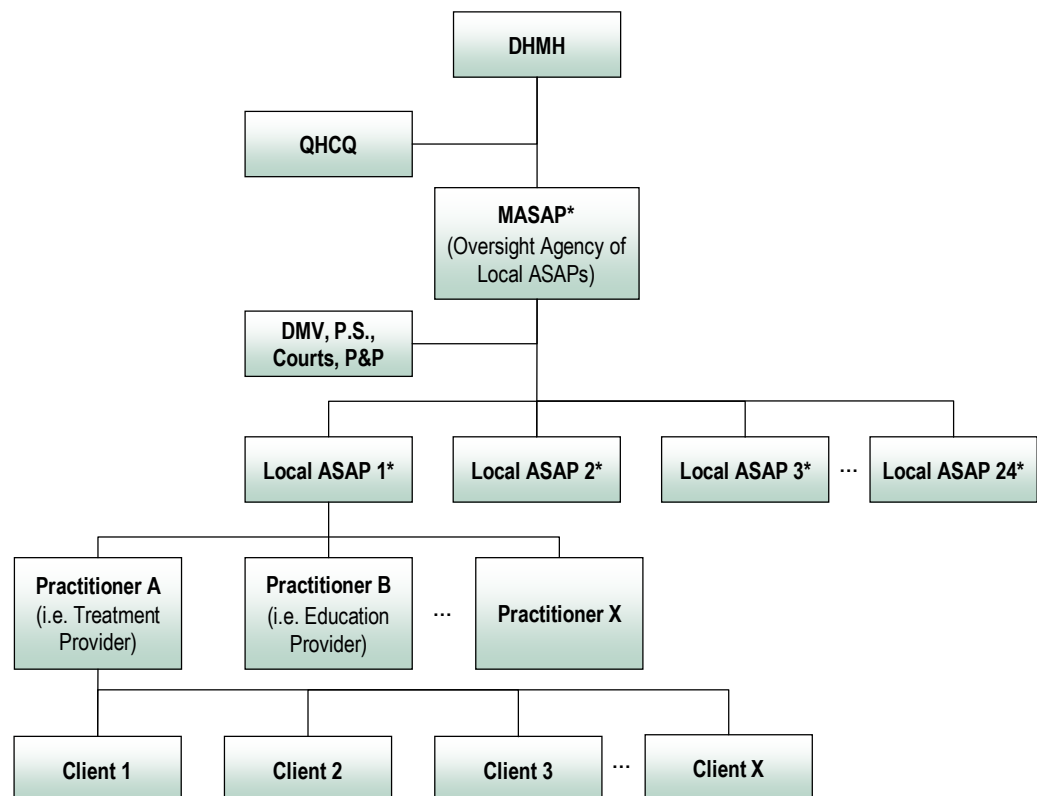 DHMH
QHCQ
MASAP*
(Oversight Agency of
Local ASAPs)
DMV, P.S.,
Courts, P&P
Local ASAP 1*
Local ASAP 2*
Local ASAP 3*
...
Local ASAP 24*
Practitioner A
(i.e. Treatment
Provider)
Practitioner B
(i.e. Education
Provider)
...
Practitioner X
Client 1
Client 2
Client 3
...
Client X